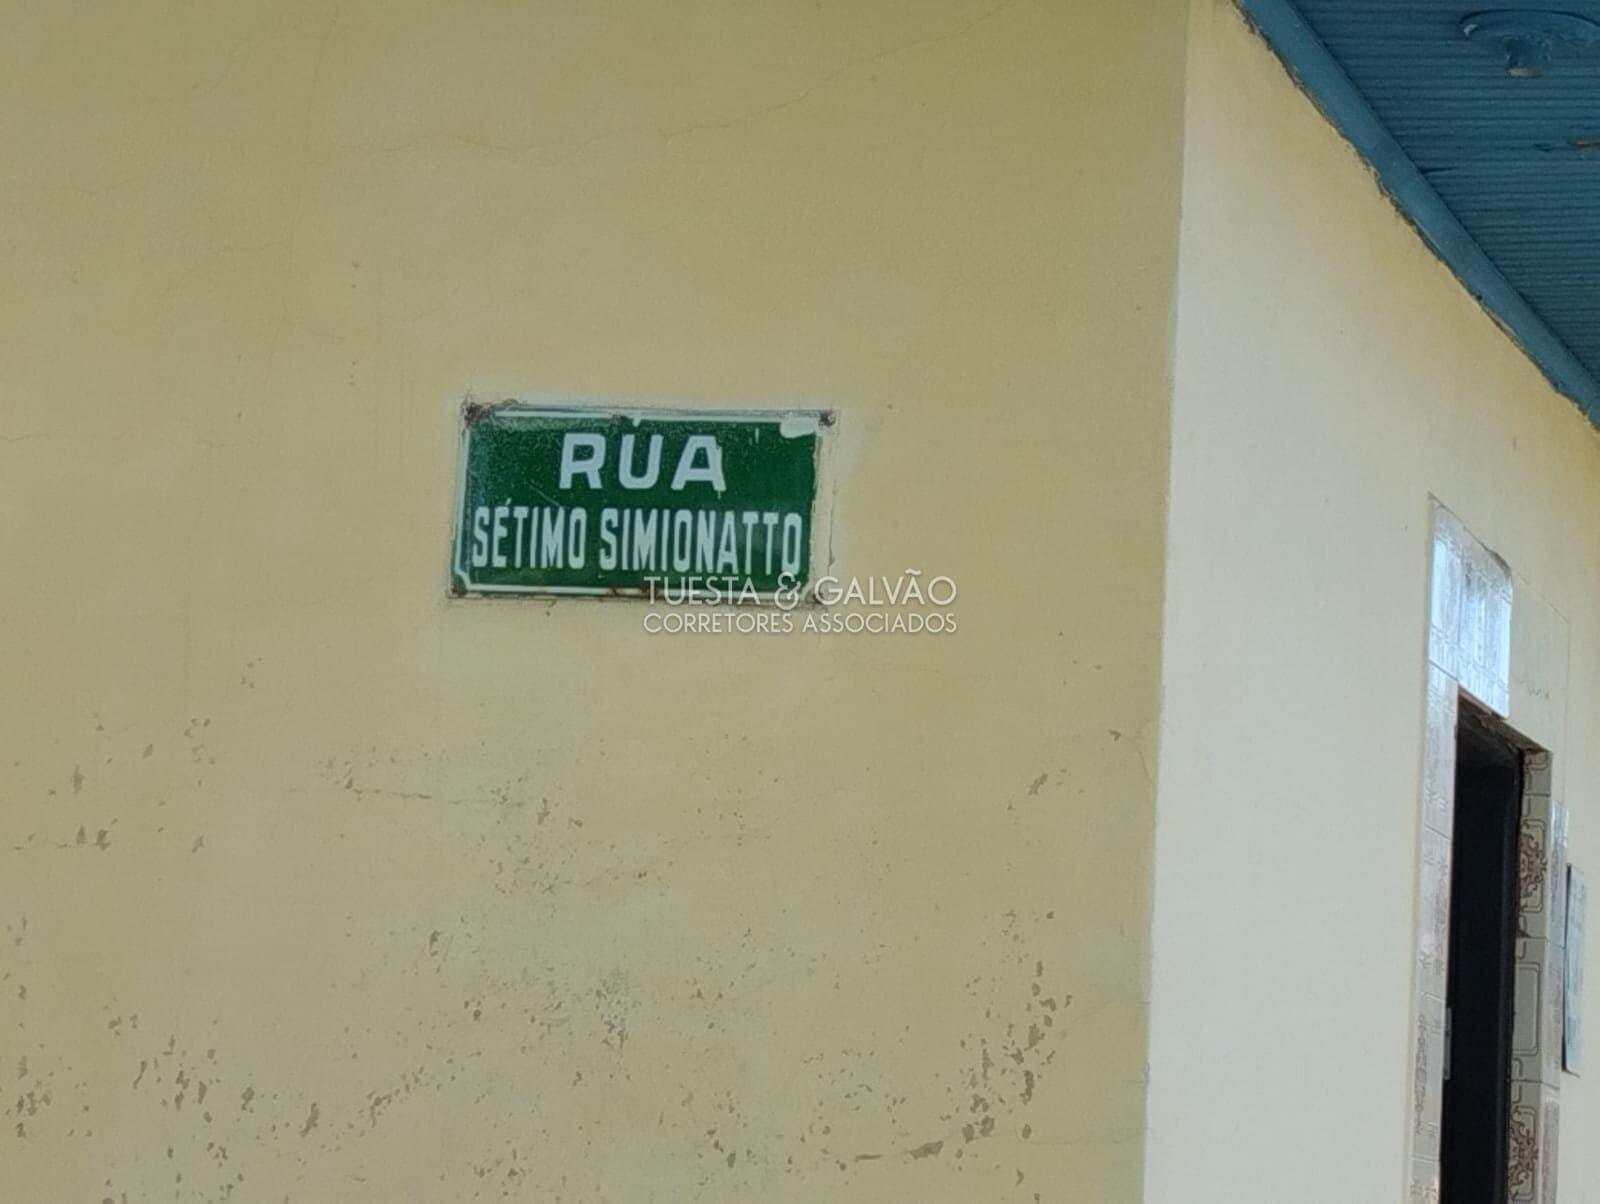 RUA
SÉTIMO SIMIONATTO
TUESTA & GALVÃO
CORRETORES ASSOCIADOS